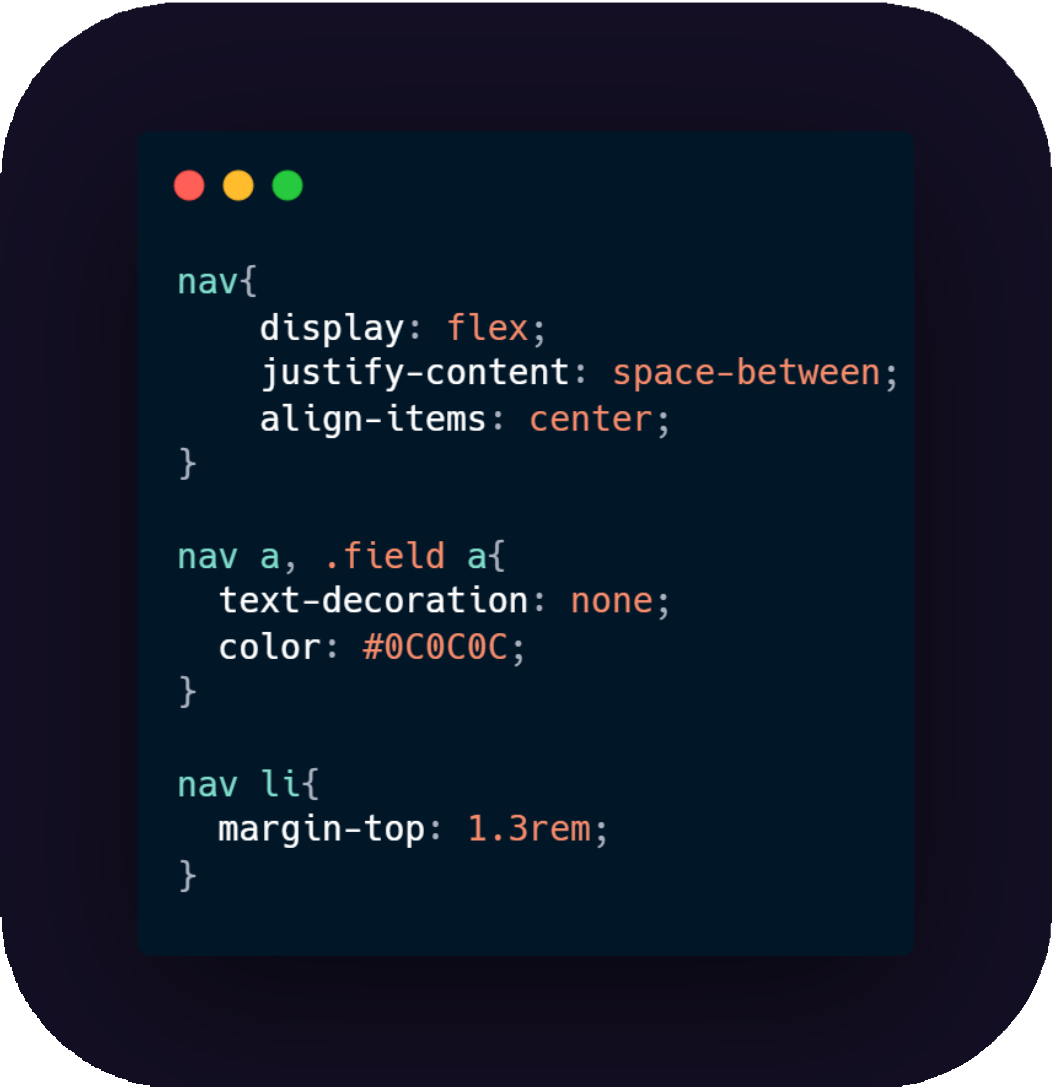 nav{
    display: flex;
    justify-content: space-between;
    align-items: center;
}

nav a, .field a{
  text-decoration: none;
  color: #0C0C0C;
}

nav li{
  margin-top: 1.3rem;
}